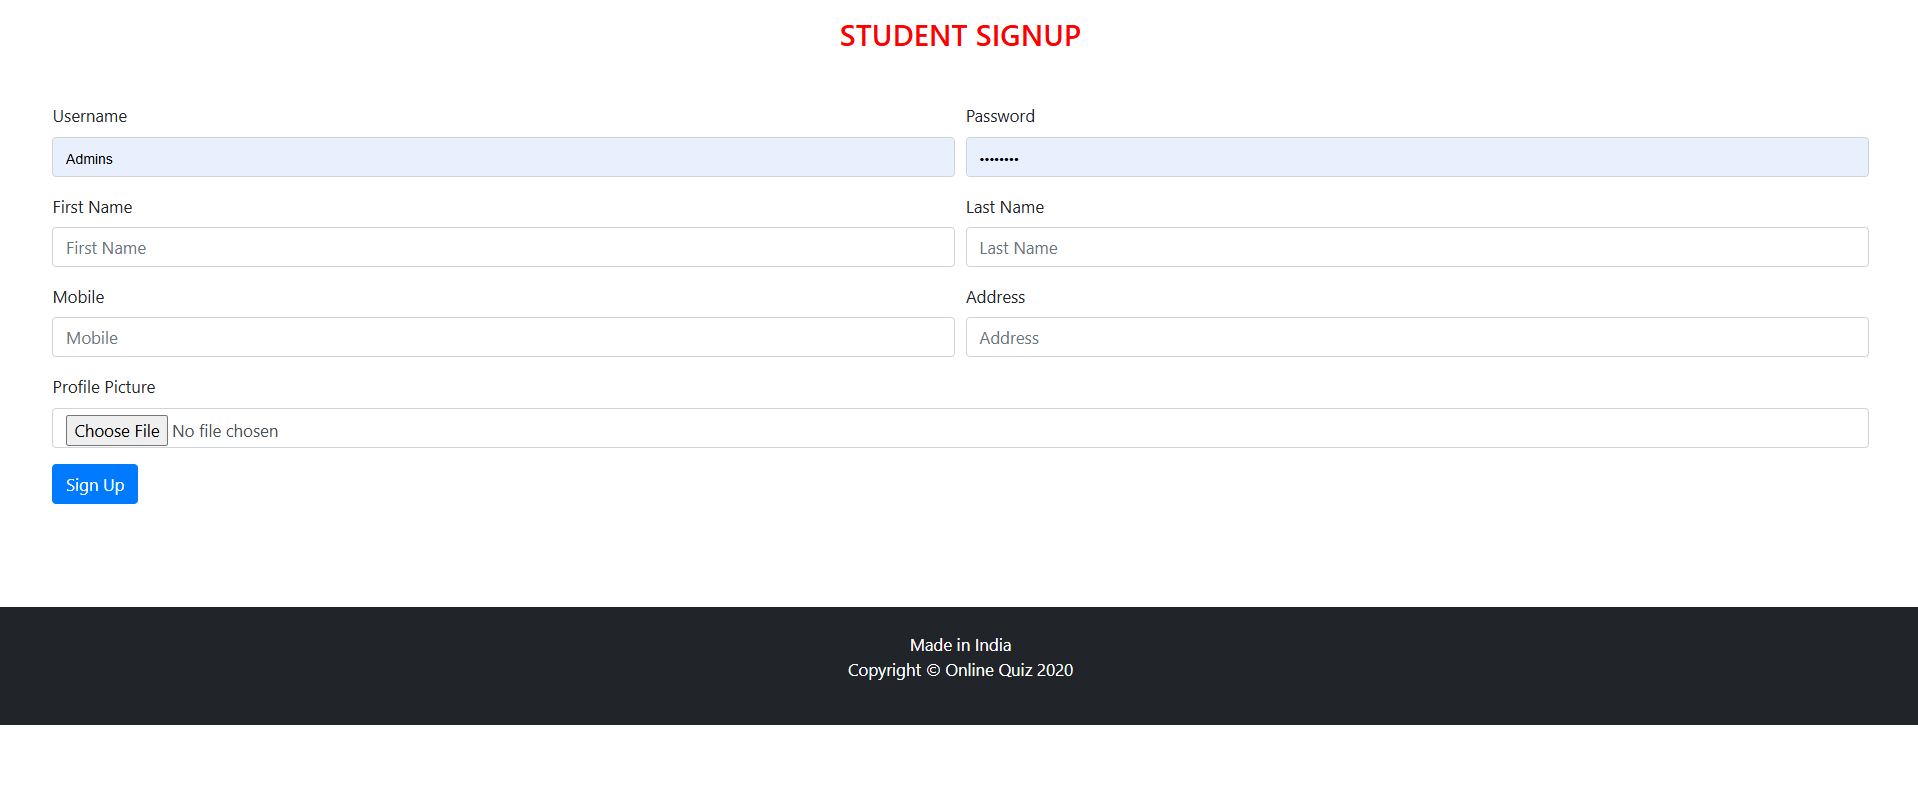 STUDENT SIGNUP
Username Password
Admins ••••••••
First Name Last Name
First Name Last Name
Mobile Address
Mobile Address
Profile Picture
Choose File No file chosen
Sign Up
Made in India
Copyright © Online Quiz 2020